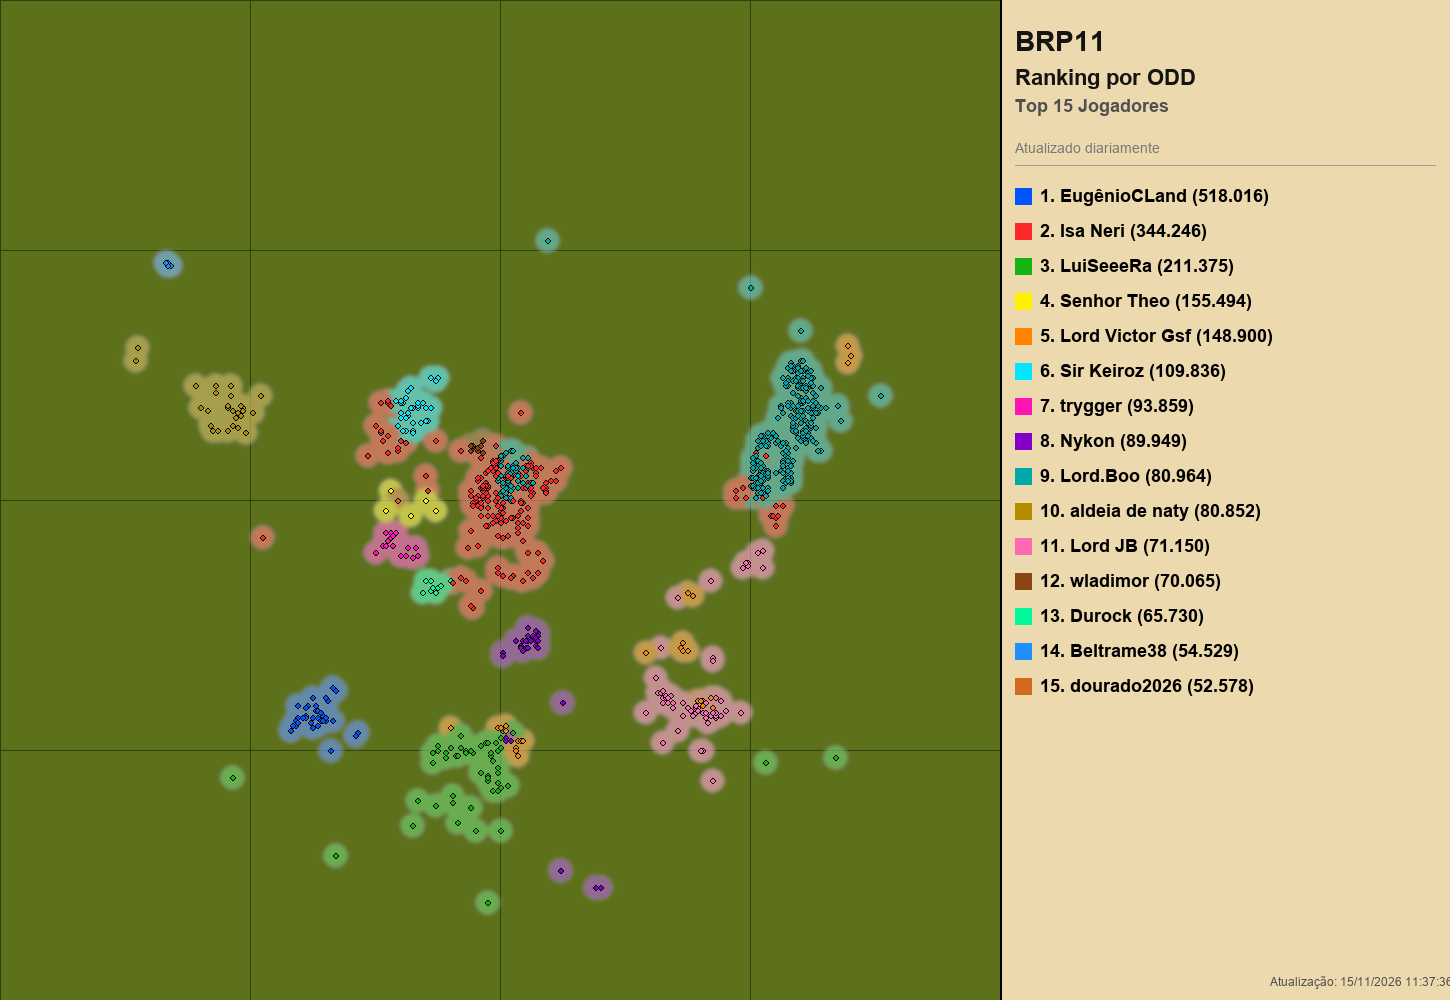 BRP11
Ranking por ODD
Top 15 Jogadores
Atualizado diariamente
1. EugênioCLand (518.016)
2. Isa Neri (344.246)
3. LuiSeeeRa (211.375)
4. Senhor Theo (155.494)
5. Lord Victor Gsf (148.900)
6. Sir Keiroz (109.836)
7. trygger (93.859)
8. Nykon (89.949)
9. Lord.Boo (80.964)
10. aldeia de naty (80.852)
11. Lord JB (71.150)
12. wladimor (70.065)
13. Durock (65.730)
14. Beltrame38 (54.529)
15. dourado2026 (52.578)
Atualização: 15/11/2026 11:37:36